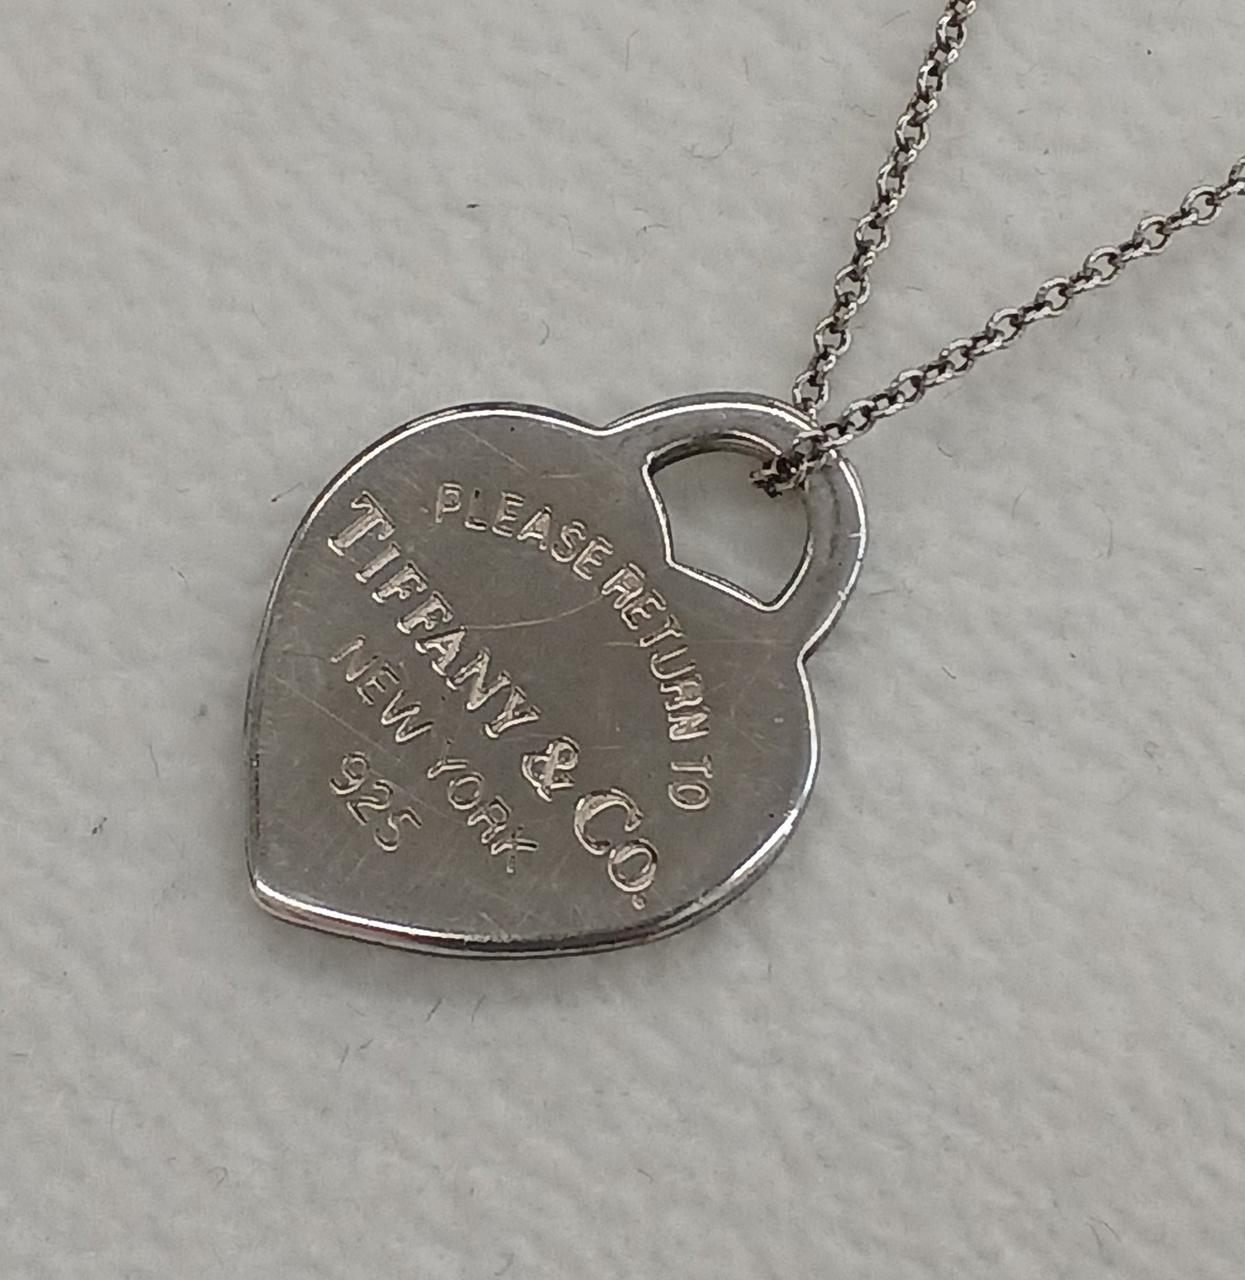 PLEASE RETURN TO
TIFFANY & CO.
NEW YORK
925